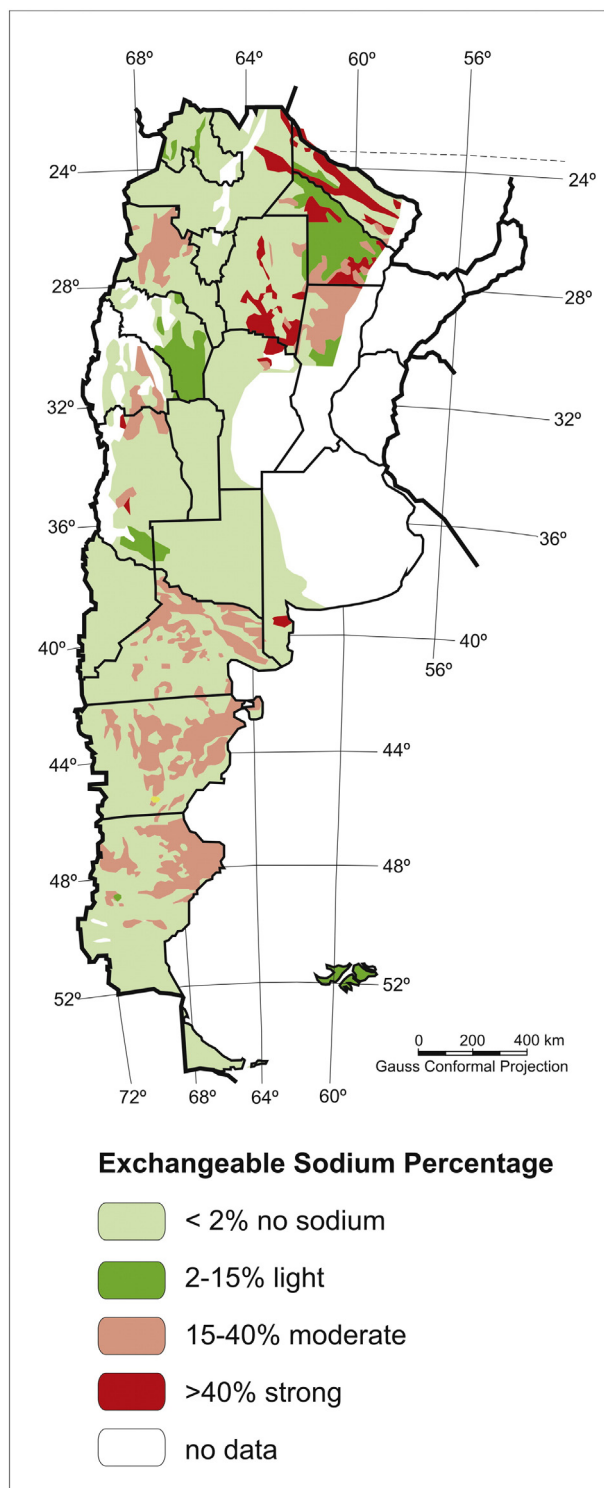 68º
64º
60º
56º
24º
24º
28º
28º
32º
32º
36º
36º
40º
40º
56º
44º
44º
48º
48º
52º
52º
0 200 400 km
Gauss Conformal Projection
72º
68º
64º
60º
Exchangeable Sodium Percentage
< 2% no sodium
2-15% light
15-40% moderate
>40% strong
no data